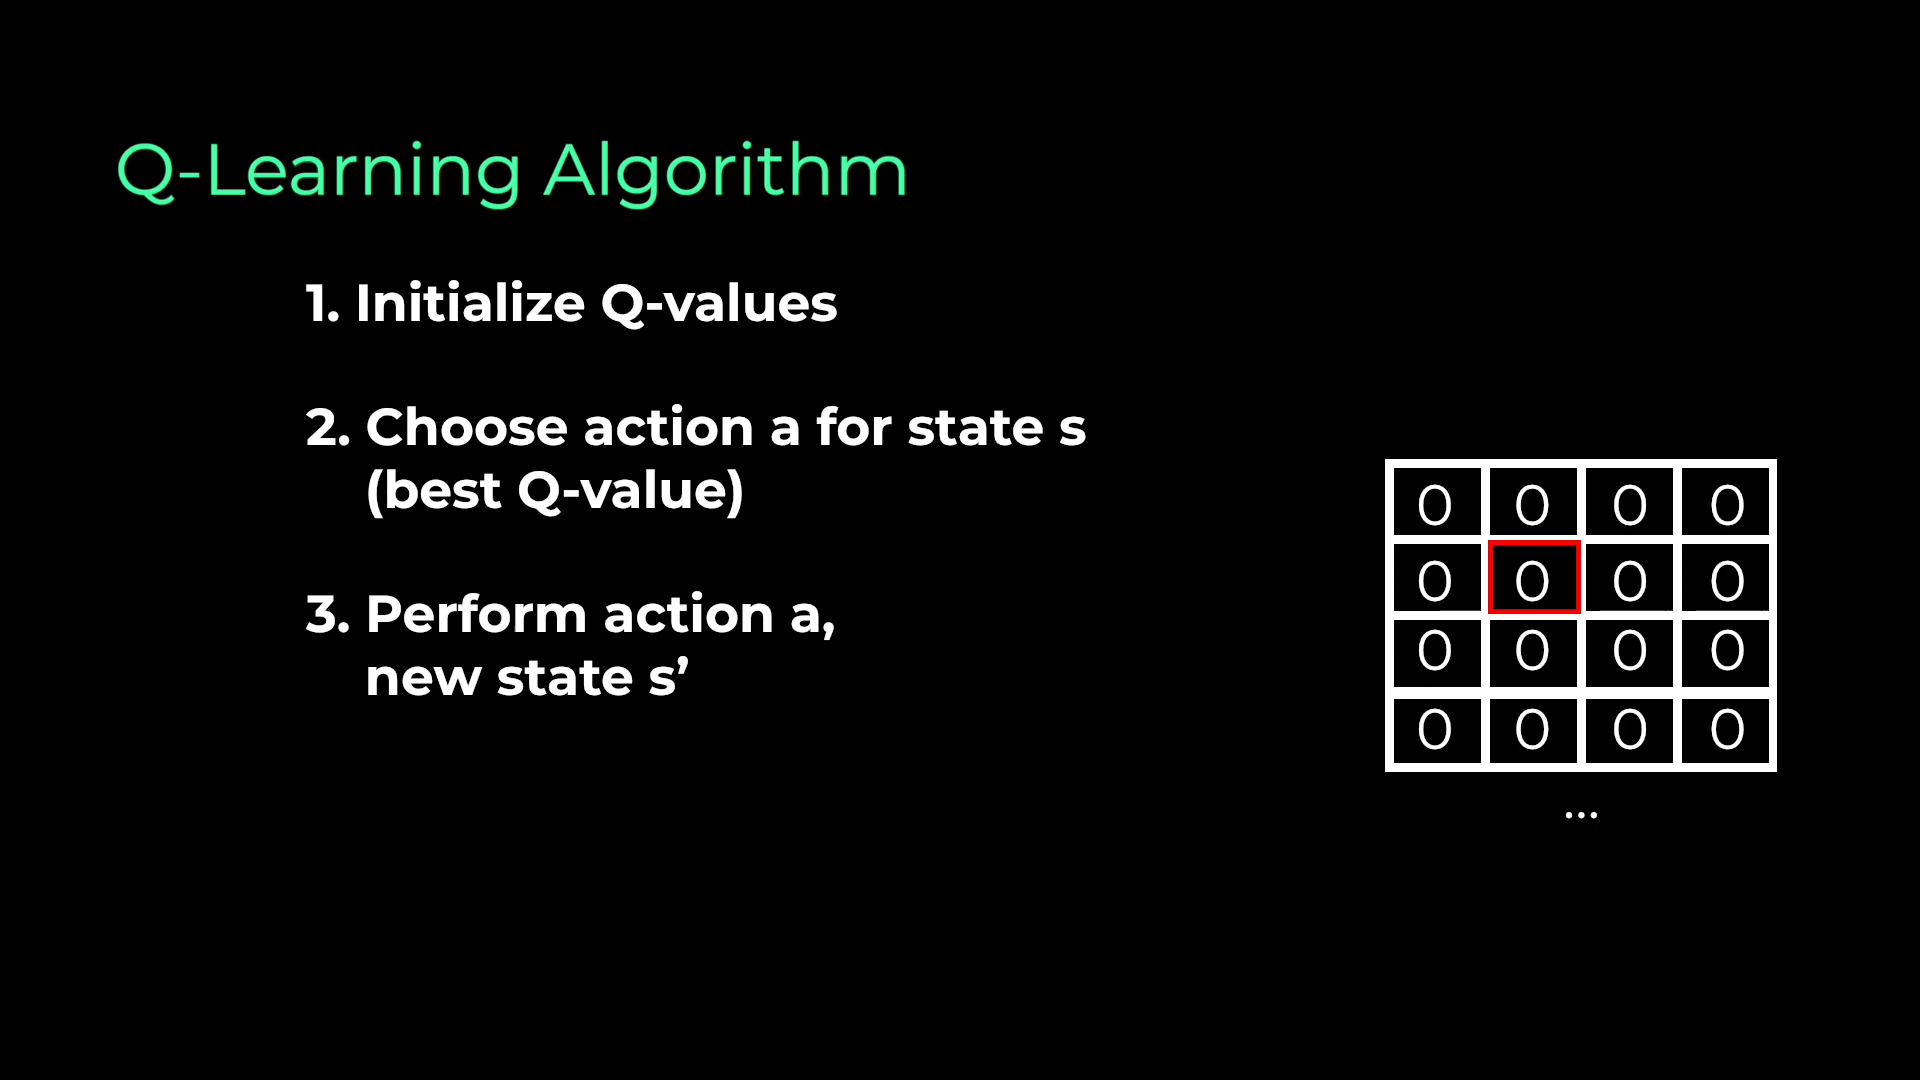 Q-Learning Algorithm
1. Initialize Q-values
2. Choose action a for state s
(best Q-value)
3. Perform action a,
new state s’
0 0 0 0
0 0 0 0
0 0 0 0
0 0 0 0
...